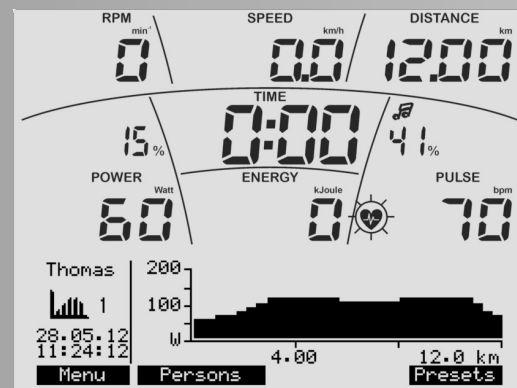 RPM SPEED DISTANCE
min⁻¹ km/h km
0 0.0 12.00
TIME
0:00
15% 41%
POWER ENERGY PULSE
Watt kJoule bpm
60 0 70
Thomas 200
1 100
28.05.12 W
11:24:12 4.00 12.0 km
Menu Persons Presets